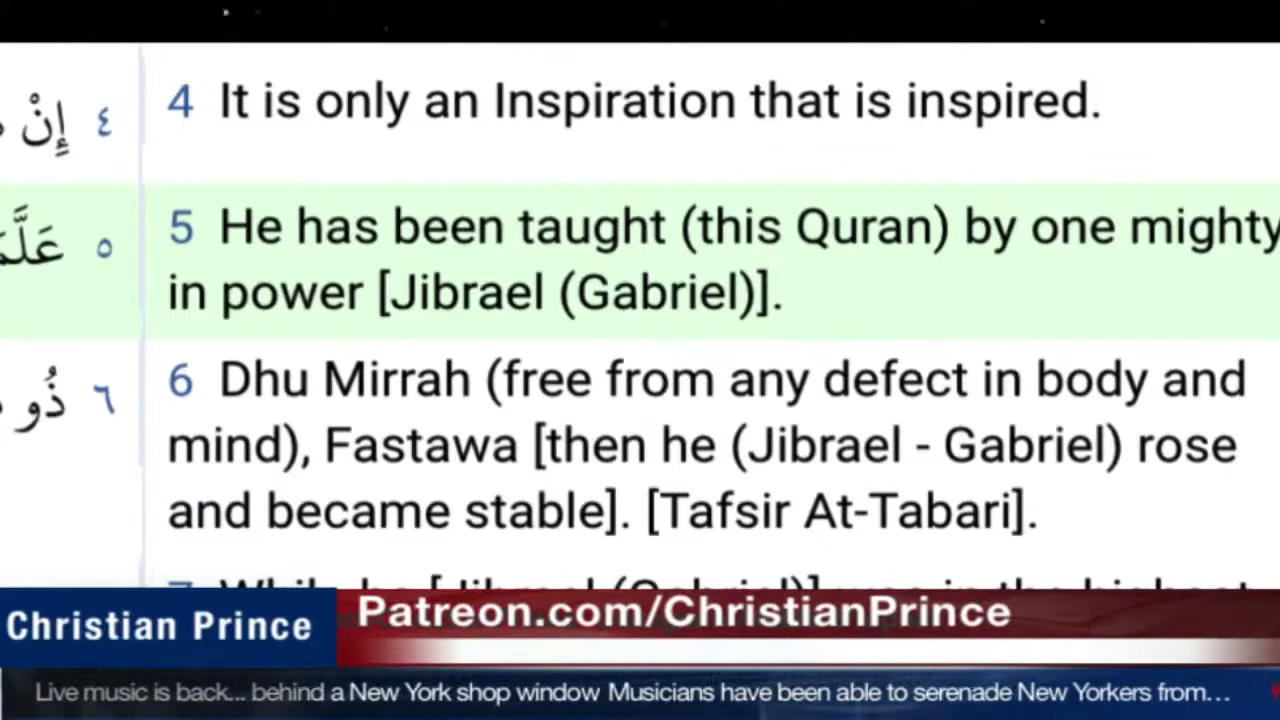 4 It is only an Inspiration that is inspired.
٤ إِنْ
5 He has been taught (this Quran) by one mighty
in power [Jibrael (Gabriel)].
٥
6 Dhu Mirrah (free from any defect in body and
mind), Fastawa [then he (Jibrael - Gabriel) rose
and became stable]. [Tafsir At-Tabari].
٦ ذُو
Christian Prince
Patreon.com/ChristianPrince
Live music is back... behind a New York shop window Musicians have been able to serenade New Yorkers from...